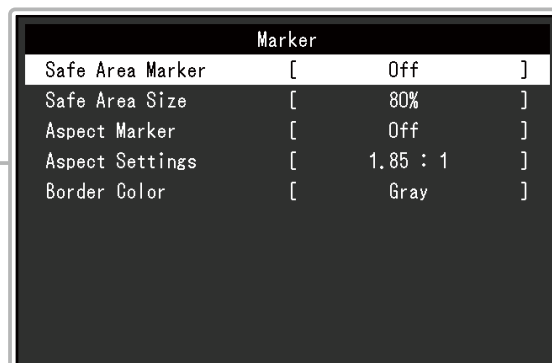 Marker
Safe Area Marker [ Off ]
Safe Area Size [ 80% ]
Aspect Marker [ Off ]
Aspect Settings [ 1.85 : 1 ]
Border Color [ Gray ]